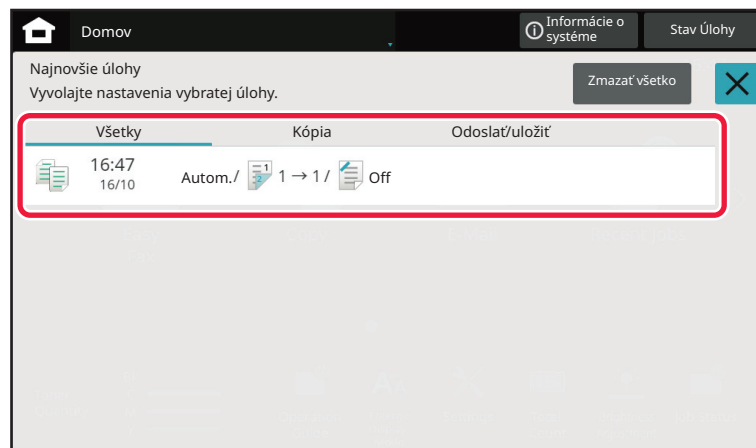 Domov
Informácie o
systéme
Stav Úlohy
Najnovšie úlohy
Vyvolajte nastavenia vybratej úlohy.
Zmazať všetko
Všetky Kópia Odoslať/uložiť
16:47
16/10
Autom./ 1 → 1 / Off